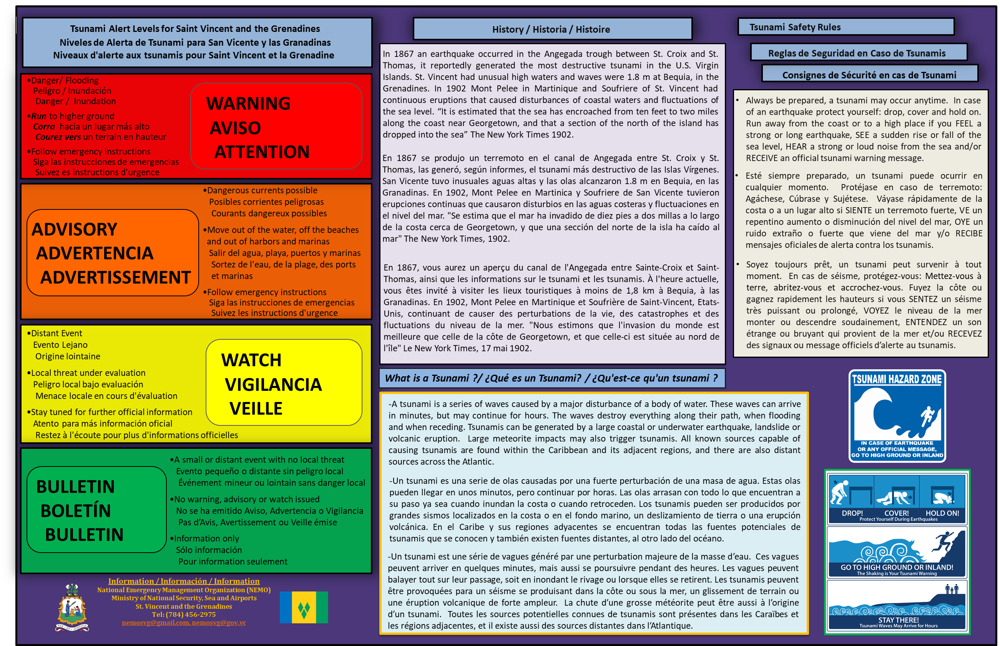 Tsunami Alert Levels for Saint Vincent and the Grenadines
Niveles de Alerta de Tsunami para San Vicente y las Granadinas
Niveaux d'alerte aux tsunamis pour Saint Vincent et la Grenadine
•Danger/ Flooding
Peligro / Inundación
Danger / Inundation
•Run to higher ground
Corra hacia un lugar más alto
Courez vers un terrain en hauteur
•Follow emergency instructions
Siga las instrucciones de emergencias
Suivez es instructions d'urgence
WARNING
AVISO
ATTENTION
ADVISORY
ADVERTENCIA
ADVERTISSEMENT
•Dangerous currents possible
Posibles corrientes peligrosas
Courants dangereux possibles
•Move out of the water, off the beaches
and out of harbors and marinas
Salir del agua, playa, puertos y marinas
Sortez de l'eau, de la plage, des ports
et marinas
•Follow emergency instructions
Siga las instrucciones de emergencias
Suivez les instructions d'urgence
•Distant Event
Evento Lejano
Origine lointaine
•Local threat under evaluation
Peligro local bajo evaluación
Menace locale en cours d'évaluation
•Stay tuned for further official information
Atento para más información oficial
Restez à l'écoute pour plus d'informations officielles
WATCH
VIGILANCIA
VEILLE
BULLETIN
BOLETÍN
BULLETIN
•A small or distant event with no local threat
Evento pequeño o distante sin peligro local
Événement mineur ou lointain sans danger local
•No warning, advisory or watch issued
No se ha emitido Aviso, Advertencia o Vigilancia
Pas d’Avis, Avertissement ou Veille émise
•Information only
Sólo información
Pour information seulement
Information / Información / Information
National Emergency Management Organization (NEMO)
Ministry of National Security, Sea and Airports
St. Vincent and the Grenadines
Tel: (784) 456-2975
nemosvg@gmail.com, nemosvg@gov.vc
PAX ET JUSTITIA
History / Historia / Histoire
In 1867 an earthquake occurred in the Angegada trough between St. Croix and St.
Thomas, it reportedly generated the most destructive tsunami in the U.S. Virgin
Islands. St. Vincent had unusual high waters and waves were 1.8 m at Bequia, in the
Grenadines. In 1902 Mont Pelee in Martinique and Soufriere of St. Vincent had
continuous eruptions that caused disturbances of coastal waters and fluctuations of
the sea level. “It is estimated that the sea has encroached from ten feet to two miles
along the coast near Georgetown, and that a section of the north of the island has
dropped into the sea” The New York Times 1902.
En 1867 se produjo un terremoto en el canal de Angegada entre St. Croix y St.
Thomas, las generó, según informes, el tsunami más destructivo de las Islas Vírgenes.
San Vicente tuvo inusuales aguas altas y las olas alcanzaron 1.8 m en Bequia, en las
Granadinas. En 1902, Mont Pelee en Martinica y Soufriere de San Vicente tuvieron
erupciones continuas que causaron disturbios en las aguas costeras y fluctuaciones en
el nivel del mar. "Se estima que el mar ha invadido de diez pies a dos millas a lo largo
de la costa cerca de Georgetown, y que una sección del norte de la isla ha caído al
mar" The New York Times, 1902.
En 1867, vous aurez un aperçu du canal de l'Angegada entre Sainte-Croix et Saint-
Thomas, ainsi que les informations sur le tsunami et les tsunamis. À l'heure actuelle,
vous êtes invité à visiter les lieux touristiques à moins de 1,8 km à Bequia, à las
Granadinas. En 1902, Mont Pelee en Martinique et Soufrière de Saint-Vincent, Etats-
Unis, continuant de causer des perturbations de la vie, des catastrophes et des
fluctuations du niveau de la mer. "Nous estimons que l'invasion du monde est
meilleure que celle de la côte de Georgetown, et que celle-ci est située au nord de
l'île" Le New York Times, 17 mai 1902.
What is a Tsunami ?/ ¿Qué es un Tsunami? / ¿Qu'est-ce qu'un tsunami ?
-A tsunami is a series of waves caused by a major disturbance of a body of water. These waves can arrive
in minutes, but may continue for hours. The waves destroy everything along their path, when flooding
and when receding. Tsunamis can be generated by a large coastal or underwater earthquake, landslide or
volcanic eruption. Large meteorite impacts may also trigger tsunamis. All known sources capable of
causing tsunamis are found within the Caribbean and its adjacent regions, and there are also distant
sources across the Atlantic.
-Un tsunami es una serie de olas causadas por una fuerte perturbación de una masa de agua. Estas olas
pueden llegar en unos minutos, pero continuar por horas. Las olas arrasan con todo lo que encuentran a
su paso ya sea cuando inundan la costa o cuando retroceden. Los tsunamis pueden ser producidos por
grandes sismos localizados en la costa o en el fondo marino, un deslizamiento de tierra o una erupción
volcánica. En el Caribe y sus regiones adyacentes se encuentran todas las fuentes potenciales de
tsunamis que se conocen y también existen fuentes distantes, al otro lado del océano.
-Un tsunami est une série de vagues généré par une perturbation majeure de la masse d’eau. Ces vagues
peuvent arriver en quelques minutes, mais aussi se poursuivre pendant des heures. Les vagues peuvent
balayer tout sur leur passage, soit en inondant le rivage ou lorsque elles se retirent. Les tsunamis peuvent
être provoquées para un séisme se produisant dans la côte ou sous la mer, un glissement de terrain ou
une éruption volcanique de forte ampleur. La chute d’une grosse météorite peut être aussi à l’origine
d’un tsunami. Toutes les sources potentielles connues de tsunamis sont présentes dans les Caraïbes et
les régions adjacentes, et il existe aussi des sources distantes dans l’Atlantique.
Tsunami Safety Rules
Reglas de Seguridad en Caso de Tsunamis
Consignes de Sécurité en cas de Tsunami
• Always be prepared, a tsunami may occur anytime. In case
of an earthquake protect yourself: drop, cover and hold on.
Run away from the coast or to a high place if you FEEL a
strong or long earthquake, SEE a sudden rise or fall of the
sea level, HEAR a strong or loud noise from the sea and/or
RECEIVE an official tsunami warning message.
• Esté siempre preparado, un tsunami puede ocurrir en
cualquier momento. Protéjase en caso de terremoto:
Agáchese, Cúbrase y Sujétese. Váyase rápidamente de la
costa o a un lugar alto si SIENTE un terremoto fuerte, VE un
repentino aumento o disminución del nivel del mar, OYE un
ruido extraño o fuerte que viene del mar y/o RECIBE
mensajes oficiales de alerta contra los tsunamis.
• Soyez toujours prêt, un tsunami peut survenir à tout
moment. En cas de séisme, protégez-vous: Mettez-vous à
terre, abritez-vous et accrochez-vous. Fuyez la côte ou
gagnez rapidement les hauteurs si vous SENTEZ un séisme
très puissant ou prolongé, VOYEZ le niveau de la mer
monter ou descendre soudainement, ENTENDEZ un son
étrange ou bruyant qui provient de la mer et/ou RECEVEZ
des signaux ou message officiels d’alerte au tsunamis.
TSUNAMI HAZARD ZONE
IN CASE OF EARTHQUAKE
OR ANY OFFICIAL MESSAGE,
GO TO HIGH GROUND OR INLAND
DROP! COVER! HOLD ON!
Protect Yourself During Earthquakes
GO TO HIGH GROUND OR INLAND!
The Shaking is Your Tsunami Warning
STAY THERE!
Tsunami Waves May Arrive for Hours